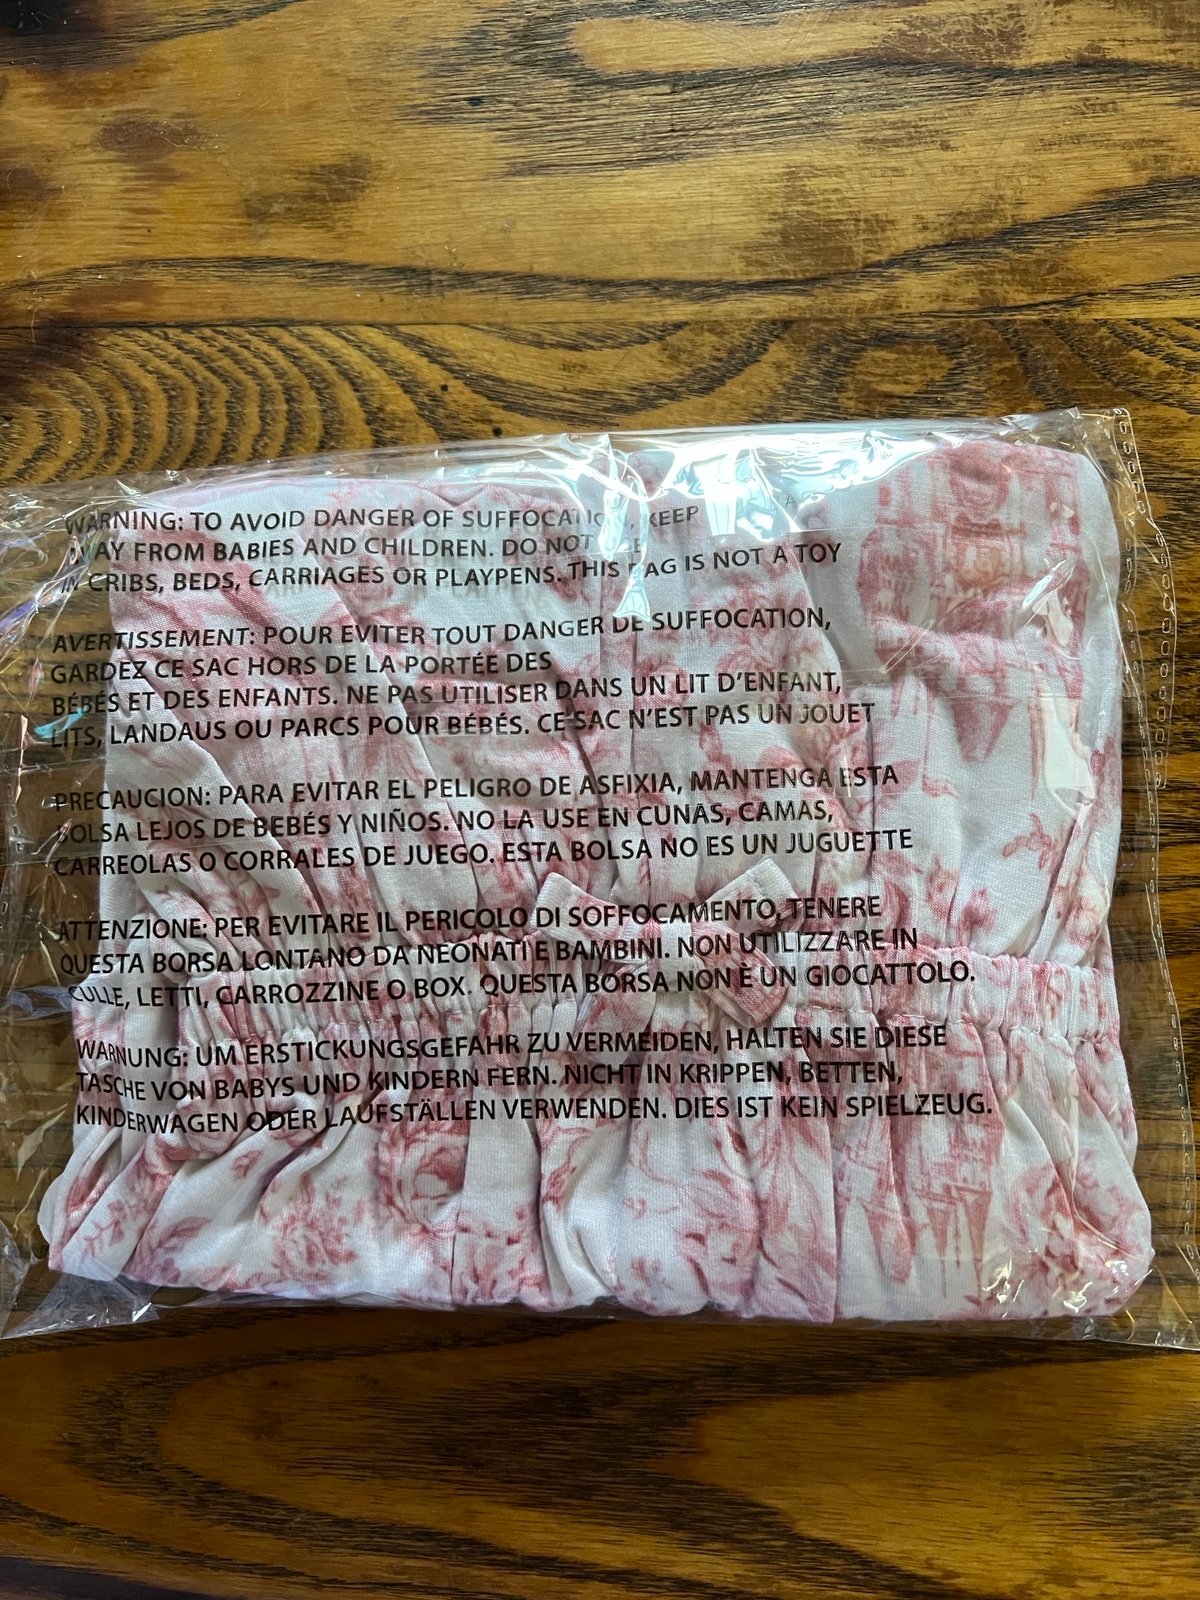 WARNING: TO AVOID DANGER OF SUFFOCATION, KEEP
AWAY FROM BABIES AND CHILDREN. DO NOT
IN CRIBS, BEDS, CARRIAGES OR PLAYPENS. THIS BAG IS NOT A TOY
AVERTISSEMENT: POUR EVITER TOUT DANGER DE SUFFOCATION,
GARDEZ CE SAC HORS DE LA PORTÉE DES
BÉBÉS ET DES ENFANTS. NE PAS UTILISER DANS UN LIT D'ENFANT,
LITS, LANDAUS OU PARCS POUR BÉBÉS. CE SAC N'EST PAS UN JOUET
PRECAUCION: PARA EVITAR EL PELIGRO DE ASFIXIA, MANTENGA ESTA
BOLSA LEJOS DE BEBÉS Y NIÑOS. NO LA USE EN CUNAS, CAMAS,
CARREOLAS O CORRALES DE JUEGO. ESTA BOLSA NO ES UN JUGUETTE
ATTENZIONE: PER EVITARE IL PERICOLO DI SOFFOCAMENTO, TENERE
QUESTA BORSA LONTANO DA NEONATI E BAMBINI. NON UTILIZZARE IN
CULLE, LETTI, CARROZZINE O BOX. QUESTA BORSA NON È UN GIOCATTOLO.
WARNUNG: UM ERSTICKUNGSGEFAHR ZU VERMEIDEN, HALTEN SIE DIESE
TASCHE VON BABYS UND KINDERN FERN. NICHT IN KRIPPEN, BETTEN,
KINDERWAGEN ODER LAUFSTÄLLEN VERWENDEN. DIES IST KEIN SPIELZEUG.